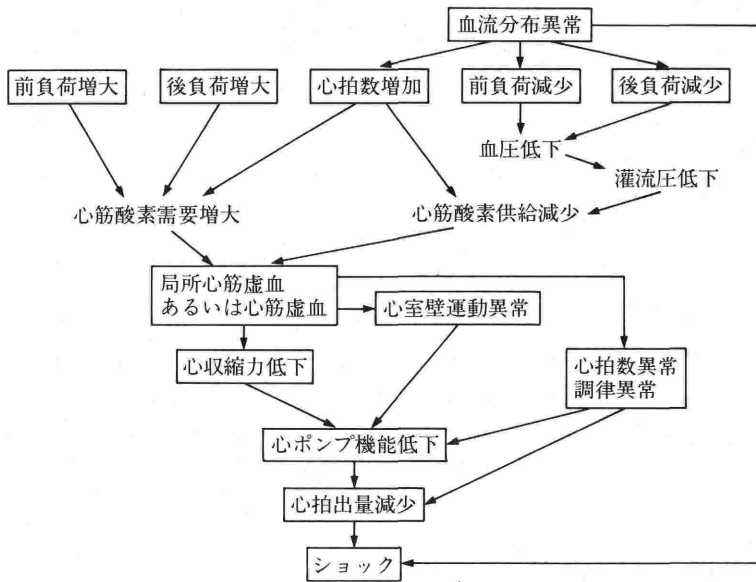 血流分布異常
前負荷増大
後負荷増大
心拍数増加
前負荷減少
後負荷減少
血圧低下
灌流圧低下
心筋酸素需要増大
心筋酸素供給減少
局所心筋虚血
あるいは心筋虚血
心室壁運動異常
心収縮力低下
心拍数異常
調律異常
心ポンプ機能低下
心拍出量減少
ショック